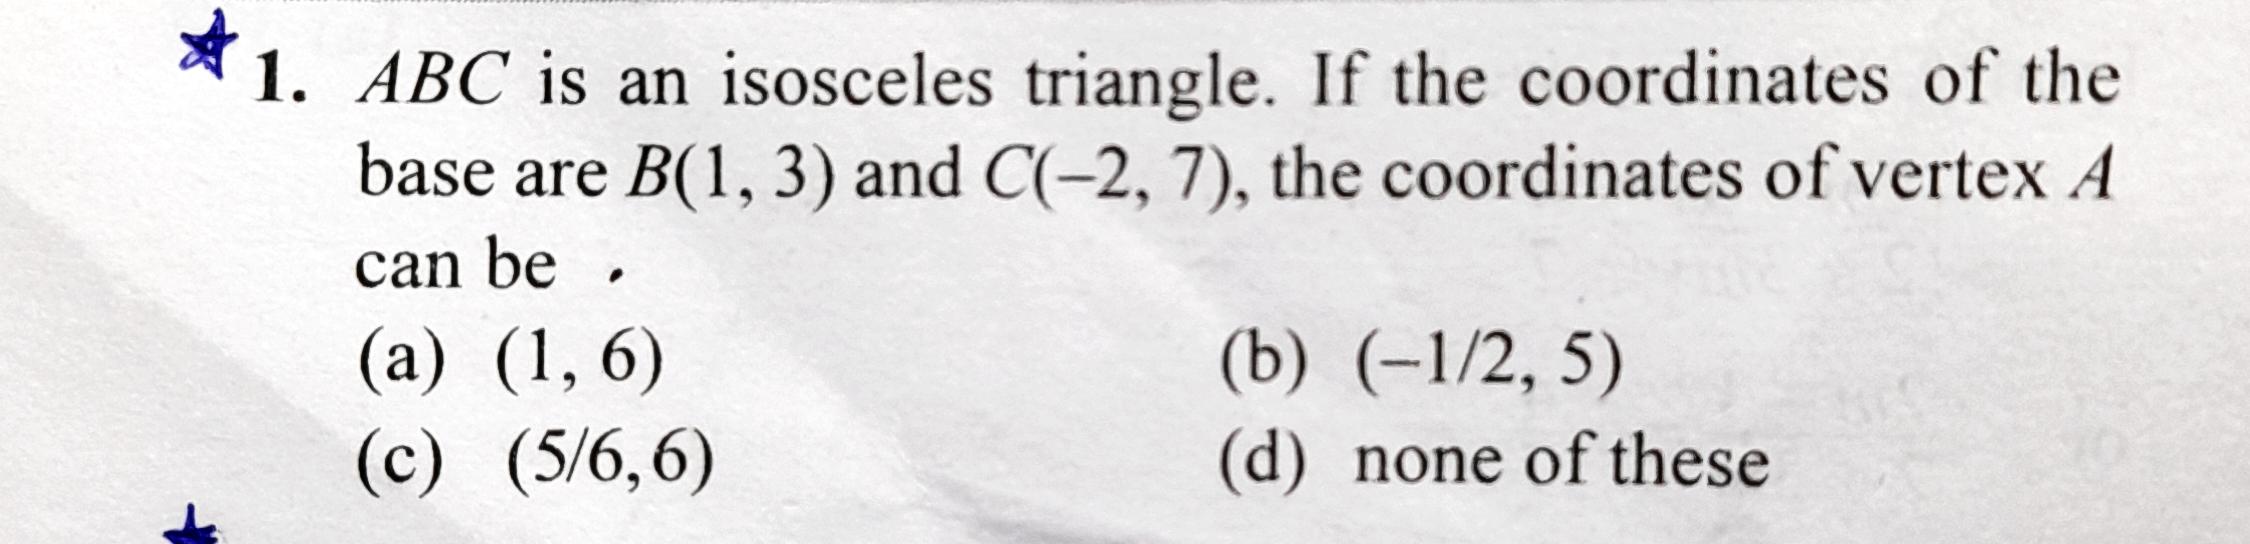 1. ABC is an isosceles triangle. If the coordinates of the
base are B(1, 3) and C(–2, 7), the coordinates of vertex A
can be .
(a) (1, 6) (b) (–1/2, 5)
(c) (5/6, 6) (d) none of these